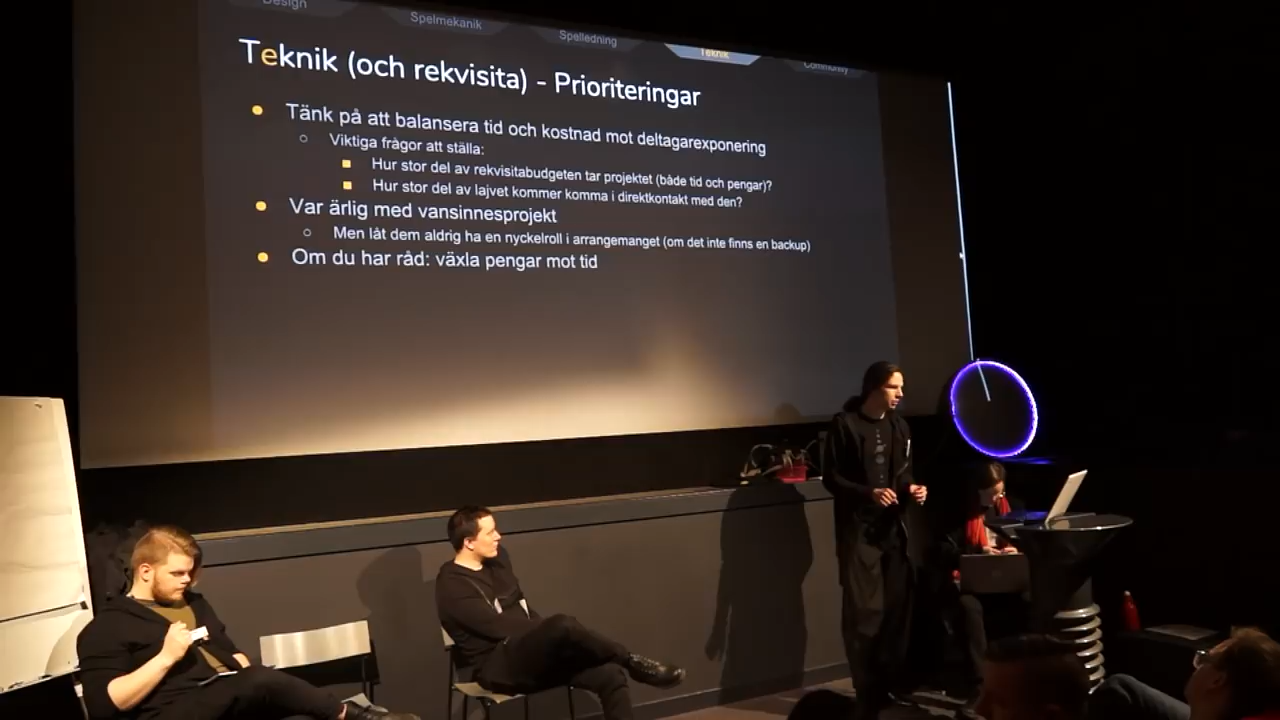 Design
Spelmekanik
Spelledning
Teknik
Community
Teknik (och rekvisita) - Prioriteringar
Tänk på att balansera tid och kostnad mot deltagarexponering
Viktiga frågor att ställa:
Hur stor del av rekvisitabudgeten tar projektet (både tid och pengar)?
Hur stor del av lajvet kommer komma i direktkontakt med den?
Var ärlig med vansinnesprojekt
Men låt dem aldrig ha en nyckelroll i arrangemanget (om det inte finns en backup)
Om du har råd: växla pengar mot tid